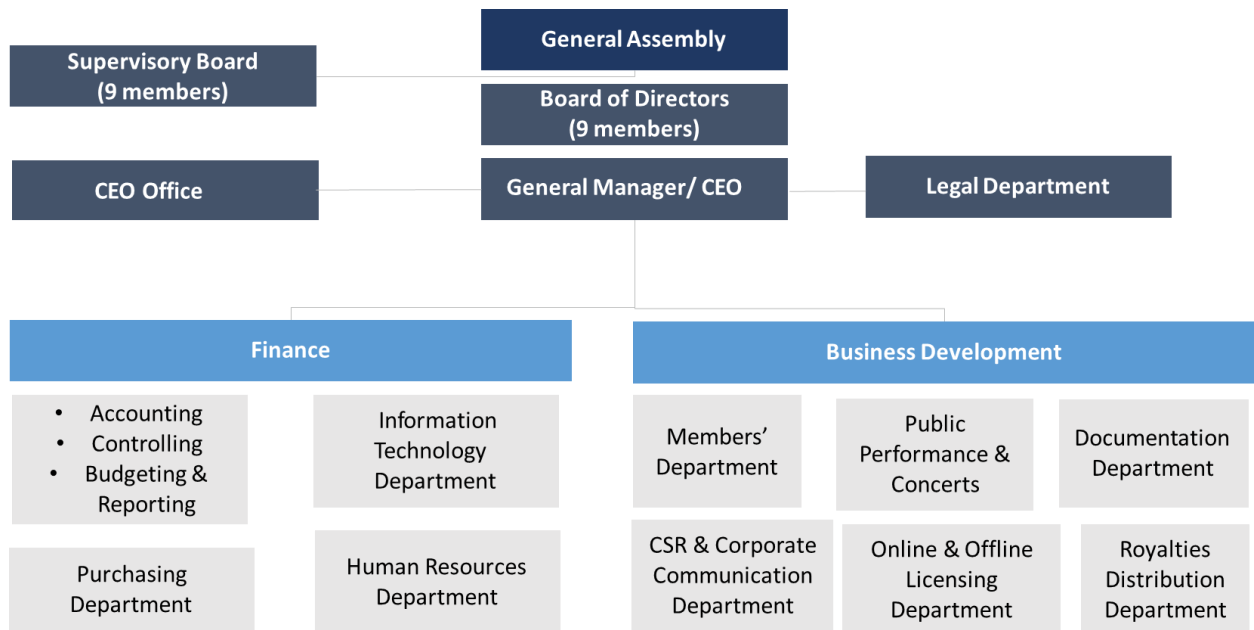 General Assembly
Supervisory Board
(9 members)
Board of Directors
(9 members)
CEO Office
General Manager/ CEO
Legal Department
Finance
Business Development
• Accounting
• Controlling
• Budgeting &
Reporting
Information
Technology
Department
Members’
Department
Public
Performance &
Concerts
Documentation
Department
Purchasing
Department
Human Resources
Department
CSR & Corporate
Communication
Department
Online & Offline
Licensing
Department
Royalties
Distribution
Department